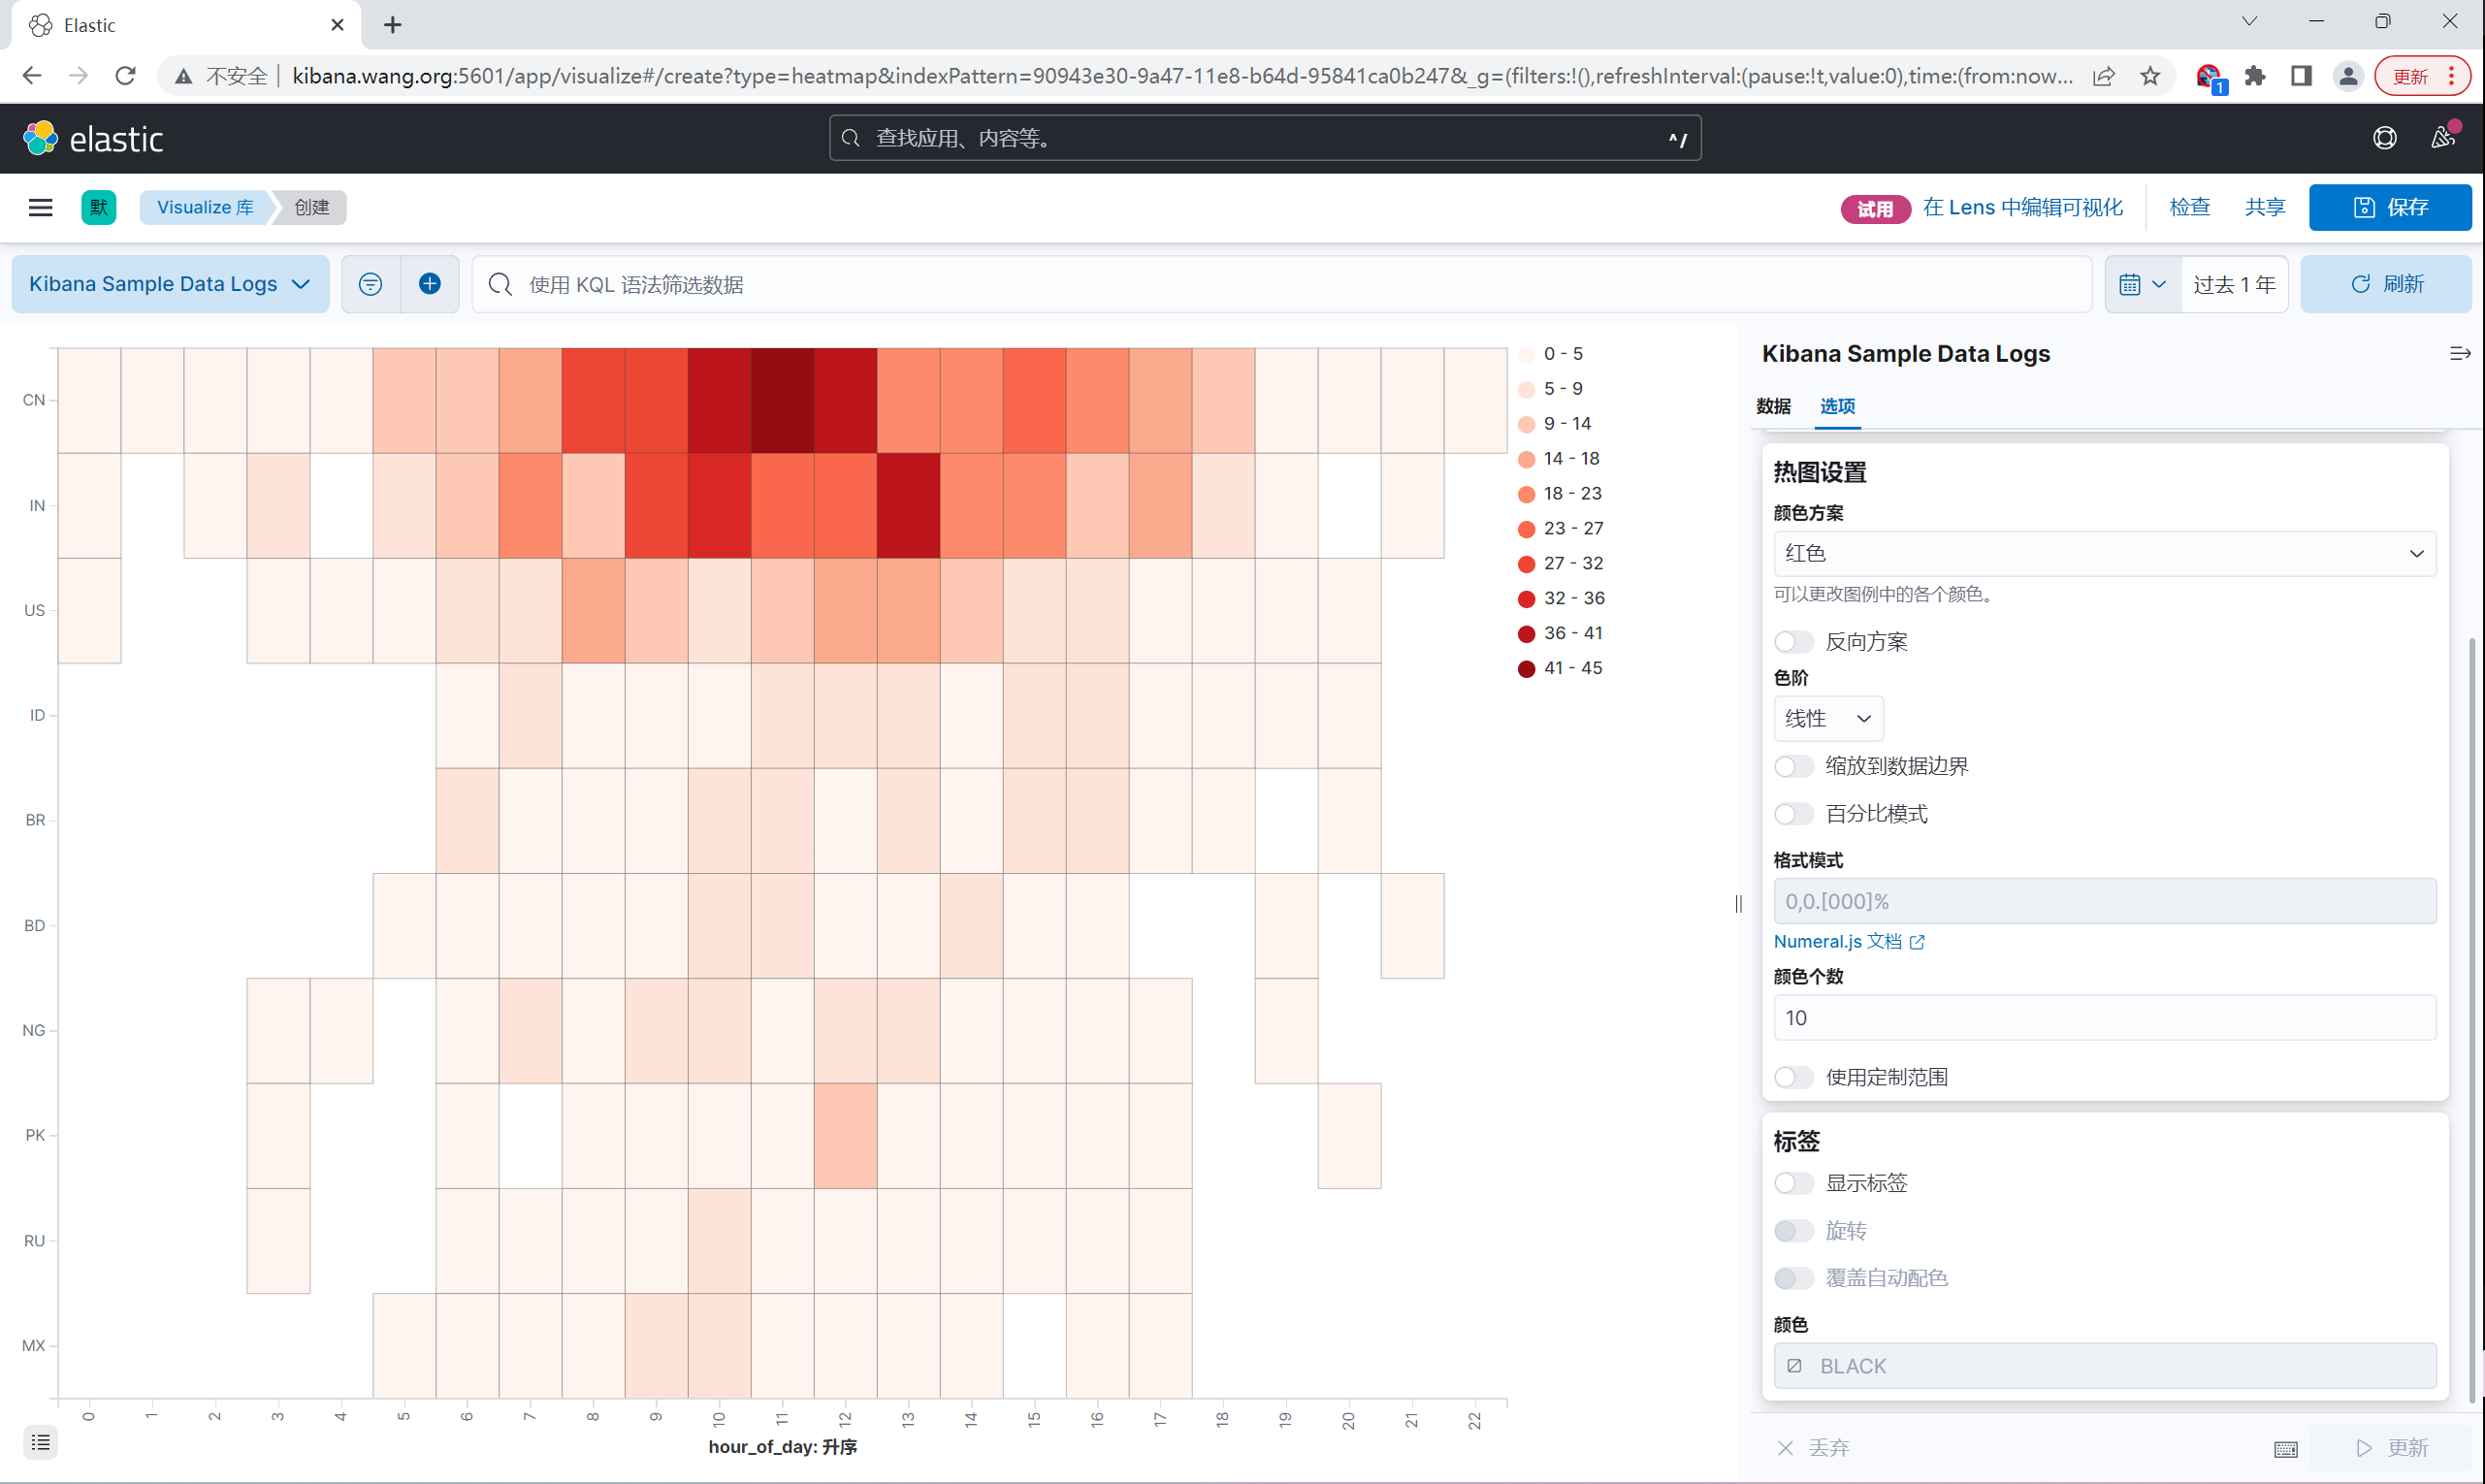 Elastic
不安全 kibana.wang.org:5601/app/visualize#/create?type=heatmap&indexPattern=90943e30-9a47-11e8-b64d-95841ca0b247&_g=(filters:!(),refreshInterval:(pause:!t,value:0),time:(from:now... 1 更新
elastic 查找应用、内容等。 ^/
默 Visualize 库 创建 试用 在 Lens 中编辑可视化 检查 共享 保存
Kibana Sample Data Logs 使用 KQL 语法筛选数据 过去 1 年 刷新
CN
IN
US
ID
BR
BD
NG
PK
RU
MX
0 1 2 3 4 5 6 7 8 9 10 11 12 13 14 15 16 17 18 19 20 21 22
hour_of_day: 升序
0 - 5
5 - 9
9 - 14
14 - 18
18 - 23
23 - 27
27 - 32
32 - 36
36 - 41
41 - 45
Kibana Sample Data Logs
数据 选项
热图设置
颜色方案
红色
可以更改图例中的各个颜色。
反向方案
色阶
线性
缩放到数据边界
百分比模式
格式模式
0,0.[000]%
Numeral.js 文档
颜色个数
10
使用定制范围
标签
显示标签
旋转
覆盖自动配色
颜色
BLACK
丢弃 更新